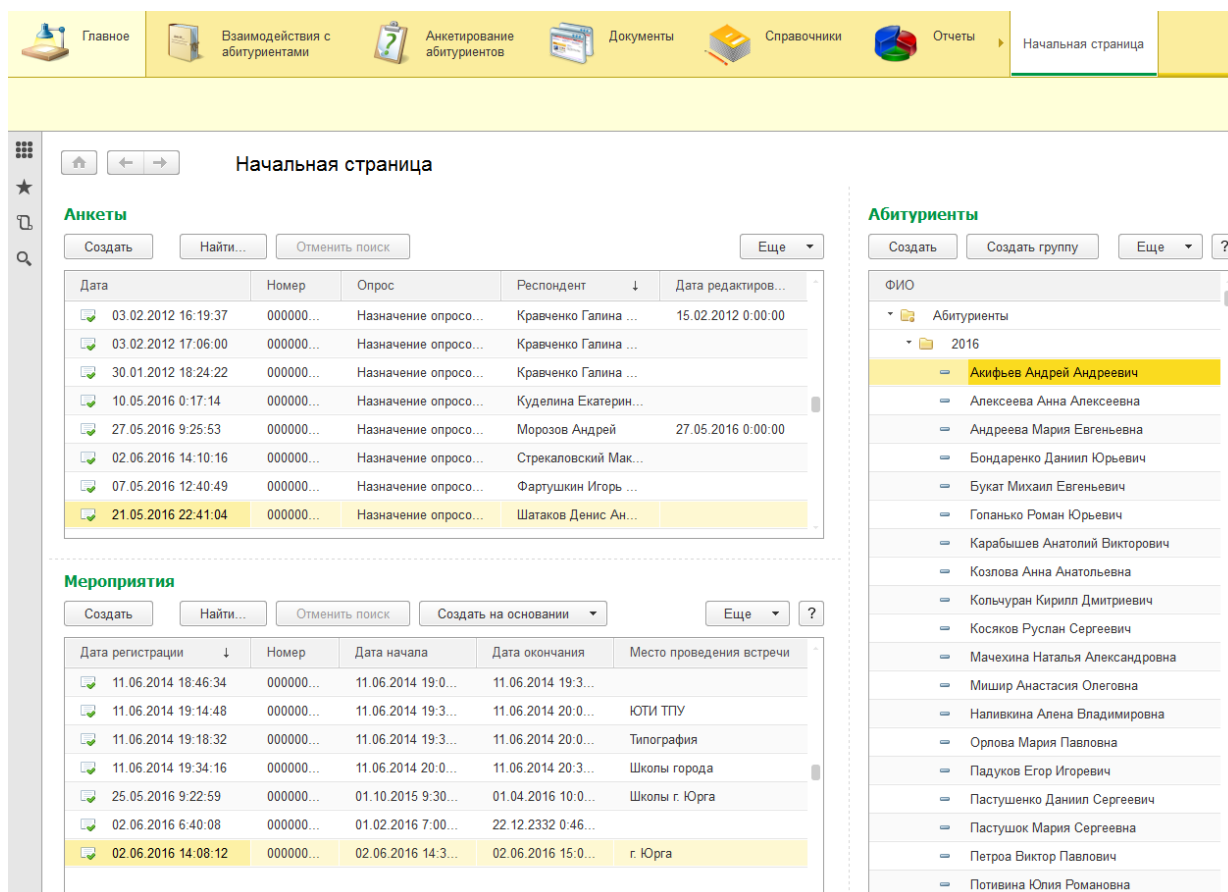 Главное
Взаимодействия с
абитуриентами
Анкетирование
абитуриентов
Документы
Справочники
Отчеты
Начальная страница
Начальная страница
Анкеты
Создать Найти... Отменить поиск Еще
Дата Номер Опрос Респондент ↓ Дата редактиров...
03.02.2012 16:19:37 000000... Назначение опросо... Кравченко Галина ... 15.02.2012 0:00:00
03.02.2012 17:06:00 000000... Назначение опросо... Кравченко Галина ...
30.01.2012 18:24:22 000000... Назначение опросо... Кравченко Галина ...
10.05.2016 0:17:14 000000... Назначение опросо... Куделина Екатерин...
27.05.2016 9:25:53 000000... Назначение опросо... Морозов Андрей 27.05.2016 0:00:00
02.06.2016 14:10:16 000000... Назначение опросо... Стрекаловский Мак...
07.05.2016 12:40:49 000000... Назначение опросо... Фартушкин Игорь ...
21.05.2016 22:41:04 000000... Назначение опросо... Шатаков Денис Ан...
Мероприятия
Создать Найти... Отменить поиск Создать на основании Еще ?
Дата регистрации ↓ Номер Дата начала Дата окончания Место проведения встречи
11.06.2014 18:46:34 000000... 11.06.2014 19:0... 11.06.2014 19:3...
11.06.2014 19:14:48 000000... 11.06.2014 19:3... 11.06.2014 20:0... ЮТИ ТПУ
11.06.2014 19:18:32 000000... 11.06.2014 19:3... 11.06.2014 20:0... Типография
11.06.2014 19:34:16 000000... 11.06.2014 20:0... 11.06.2014 20:3... Школы города
25.05.2016 9:22:59 000000... 01.10.2015 9:30... 01.04.2016 10:0... Школы г. Юрга
02.06.2016 6:40:08 000000... 01.02.2016 7:00... 22.12.2332 0:46...
02.06.2016 14:08:12 000000... 02.06.2016 14:3... 02.06.2016 15:0... г. Юрга
Абитуриенты
Создать Создать группу Еще ?
ФИО
Абитуриенты
2016
Акифьев Андрей Андреевич
Алексеева Анна Алексеевна
Андреева Мария Евгеньевна
Бондаренко Даниил Юрьевич
Букат Михаил Евгеньевич
Гопанько Роман Юрьевич
Карабышев Анатолий Викторович
Козлова Анна Анатольевна
Кольчуран Кирилл Дмитриевич
Косяков Руслан Сергеевич
Мачехина Наталья Александровна
Мишир Анастасия Олеговна
Наливкина Алена Владимировна
Орлова Мария Павловна
Падуков Егор Игоревич
Пастушенко Даниил Сергеевич
Пастушок Мария Сергеевна
Петроа Виктор Павлович
Потивина Юлия Романовна